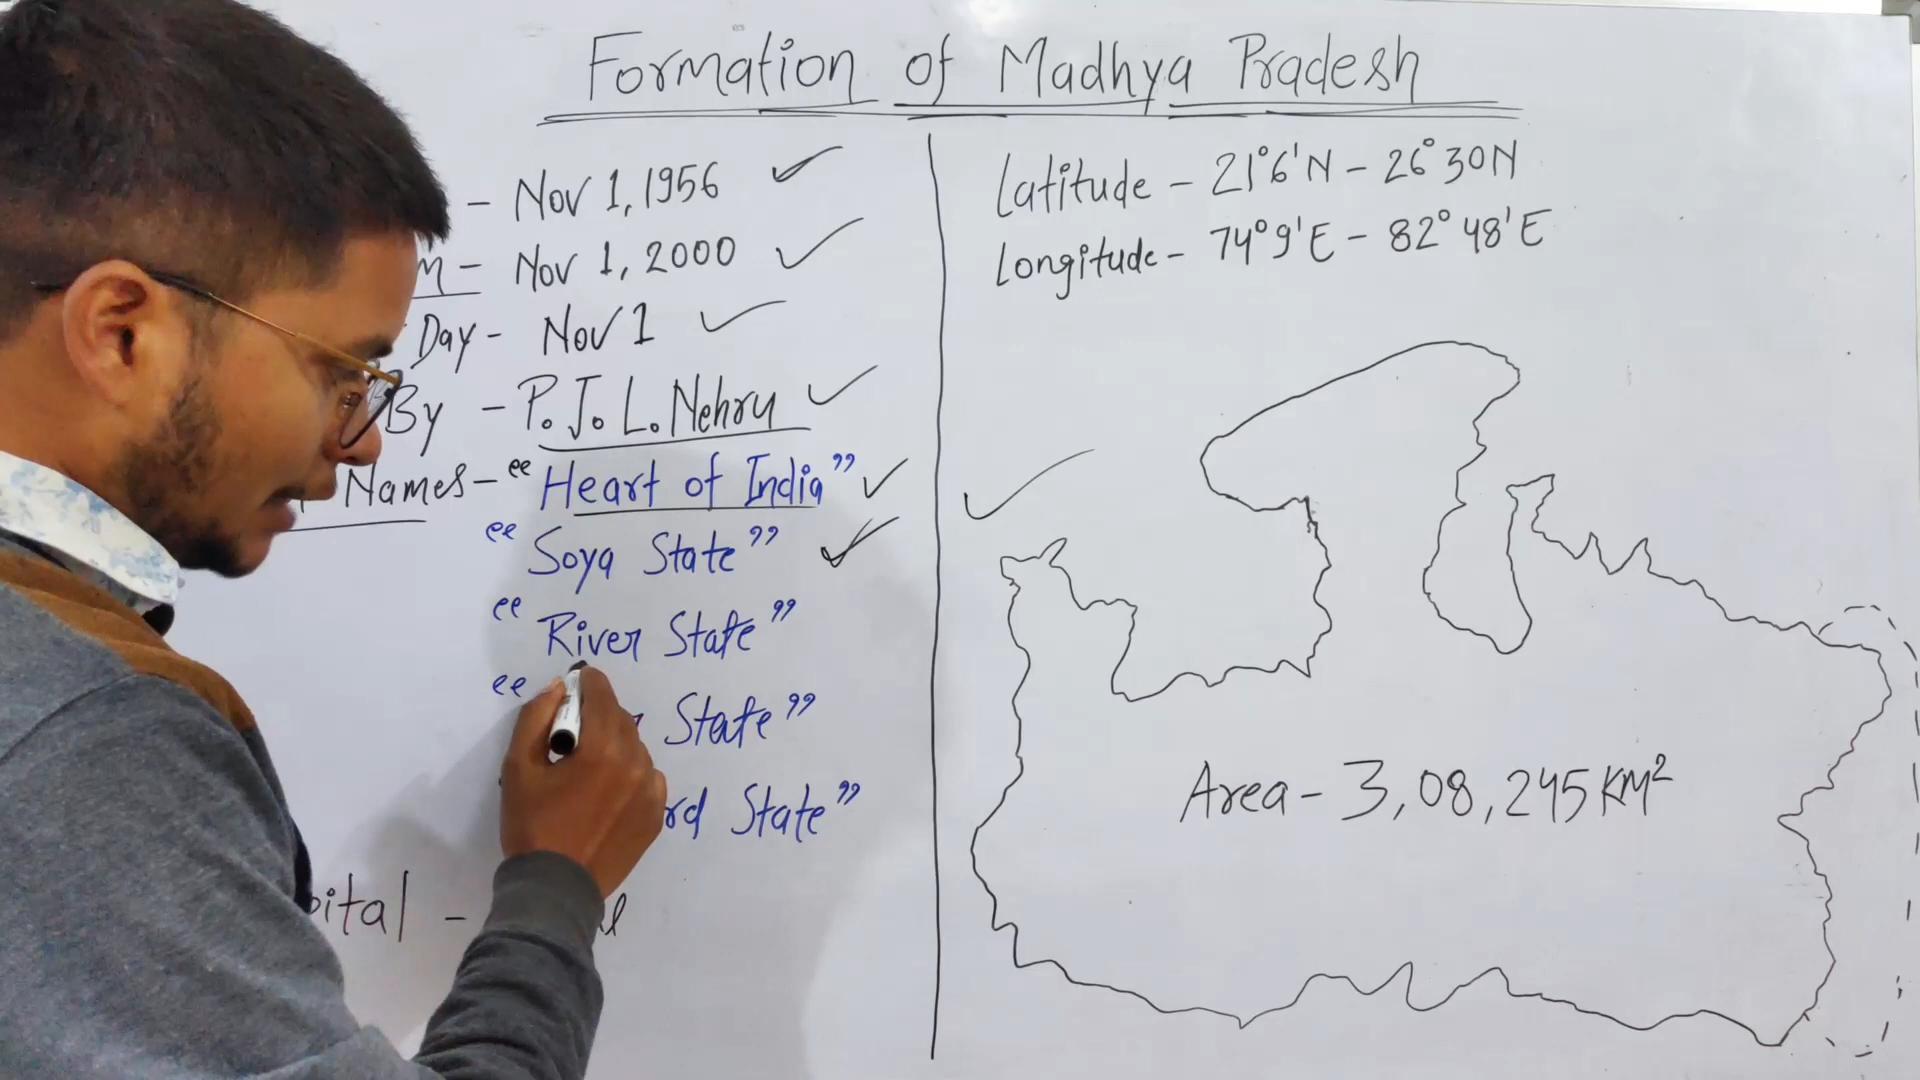 Formation of Madhya Pradesh
- Nov 1, 1956
- Nov 1, 2000
Day - Nov 1
By - P. J. L. Nehru
Names - "Heart of India"
"Soya State"
"River State"
" State"
State"
-
Latitude - 21°6'N - 26°30N
Longitude - 74°9'E - 82°48'E
Area - 3,08,245 KM²